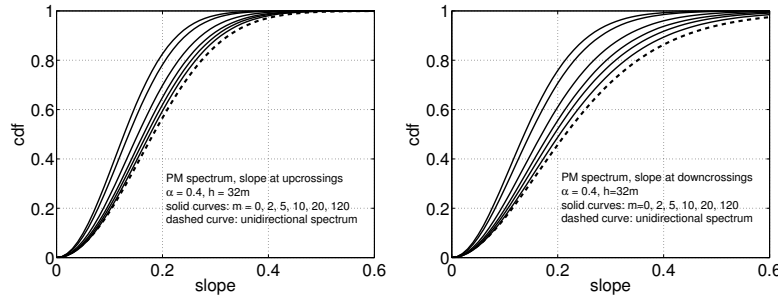 1
0.8
0.6
0.4
0.2
0
cdf
PM spectrum, slope at upcrossings
α = 0.4, h = 32m
solid curves: m = 0, 2, 5, 10, 20, 120
dashed curve: unidirectional spectrum
0
0.2
0.4
0.6
slope
1
0.8
0.6
0.4
0.2
0
cdf
PM spectrum, slope at downcrossings
α = 0.4, h=32m
solid curves: m=0, 2, 5, 10, 20, 120
dashed curve: unidirectional spectrum
0
0.2
0.4
0.6
slope